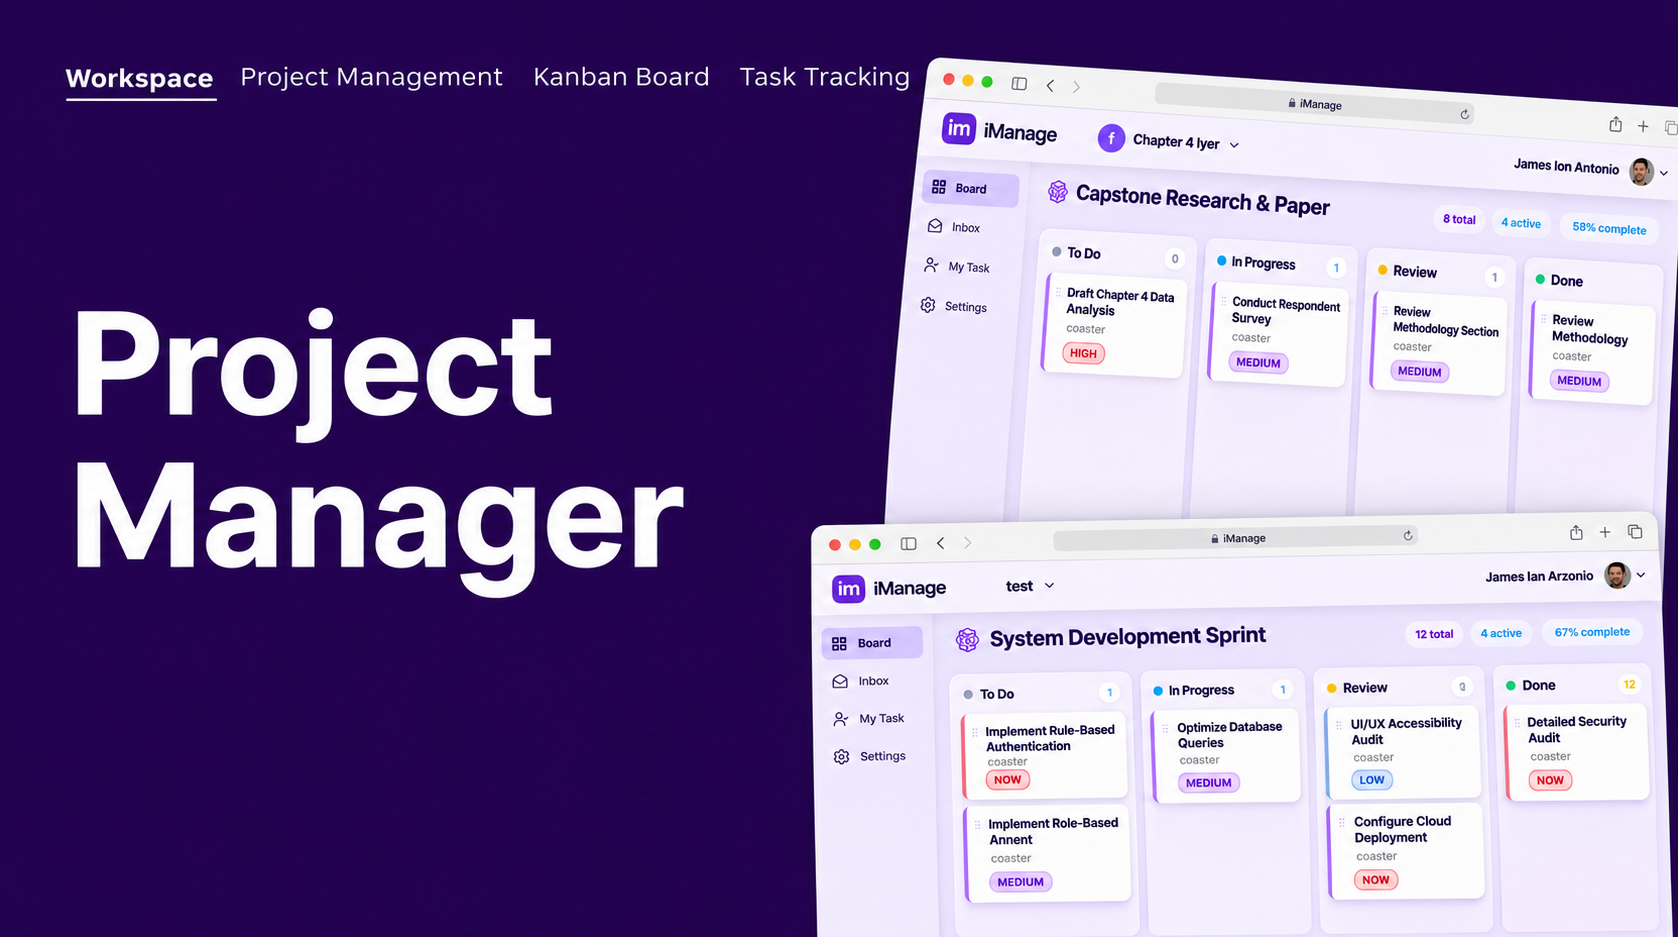 Workspace Project Management Kanban Board Task Tracking
Project
Manager
iManage
im iManage
f Chapter 4 lyer
James Ion Antonio
Board
Inbox
My Task
Settings
Capstone Research & Paper
8 total
4 active
58% complete
To Do 0
Draft Chapter 4 Data
Analysis
coaster
HIGH
In Progress 1
Conduct Respondent
Survey
coaster
MEDIUM
Review 1
Review
Methodology Section
coaster
MEDIUM
Done
Review
Methodology
coaster
MEDIUM
iManage
im iManage
test
James Ian Arzonio
Board
Inbox
My Task
Settings
System Development Sprint
12 total
4 active
67% complete
To Do 1
Implement Rule-Based
Authentication
coaster
NOW
Implement Role-Based
Annent
coaster
MEDIUM
In Progress 1
Optimize Database
Queries
coaster
MEDIUM
Review
UI/UX Accessibility
Audit
coaster
LOW
Configure Cloud
Deployment
coaster
NOW
Done 12
Detailed Security
Audit
coaster
NOW